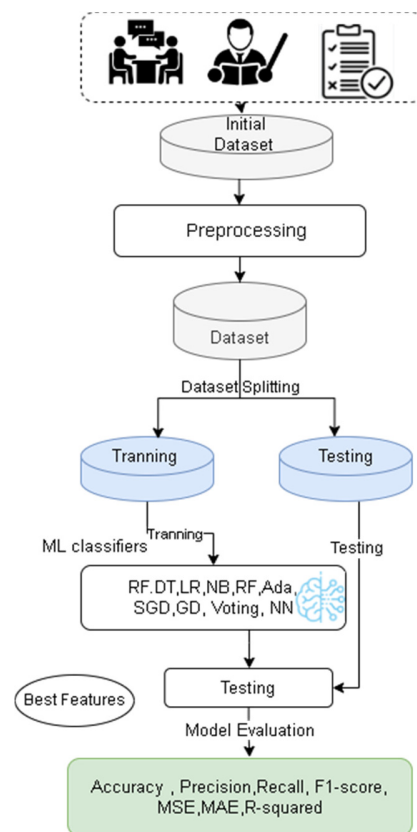 Initial
Dataset
Preprocessing
Dataset
Dataset Splitting
Tranning
Testing
Tranning
ML classifiers
Testing
RF.DT,LR,NB,RF,Ada,
SGD,GD, Voting, NN
Testing
Best Features
Model Evaluation
Accuracy , Precision,Recall, F1-score,
MSE,MAE,R-squared